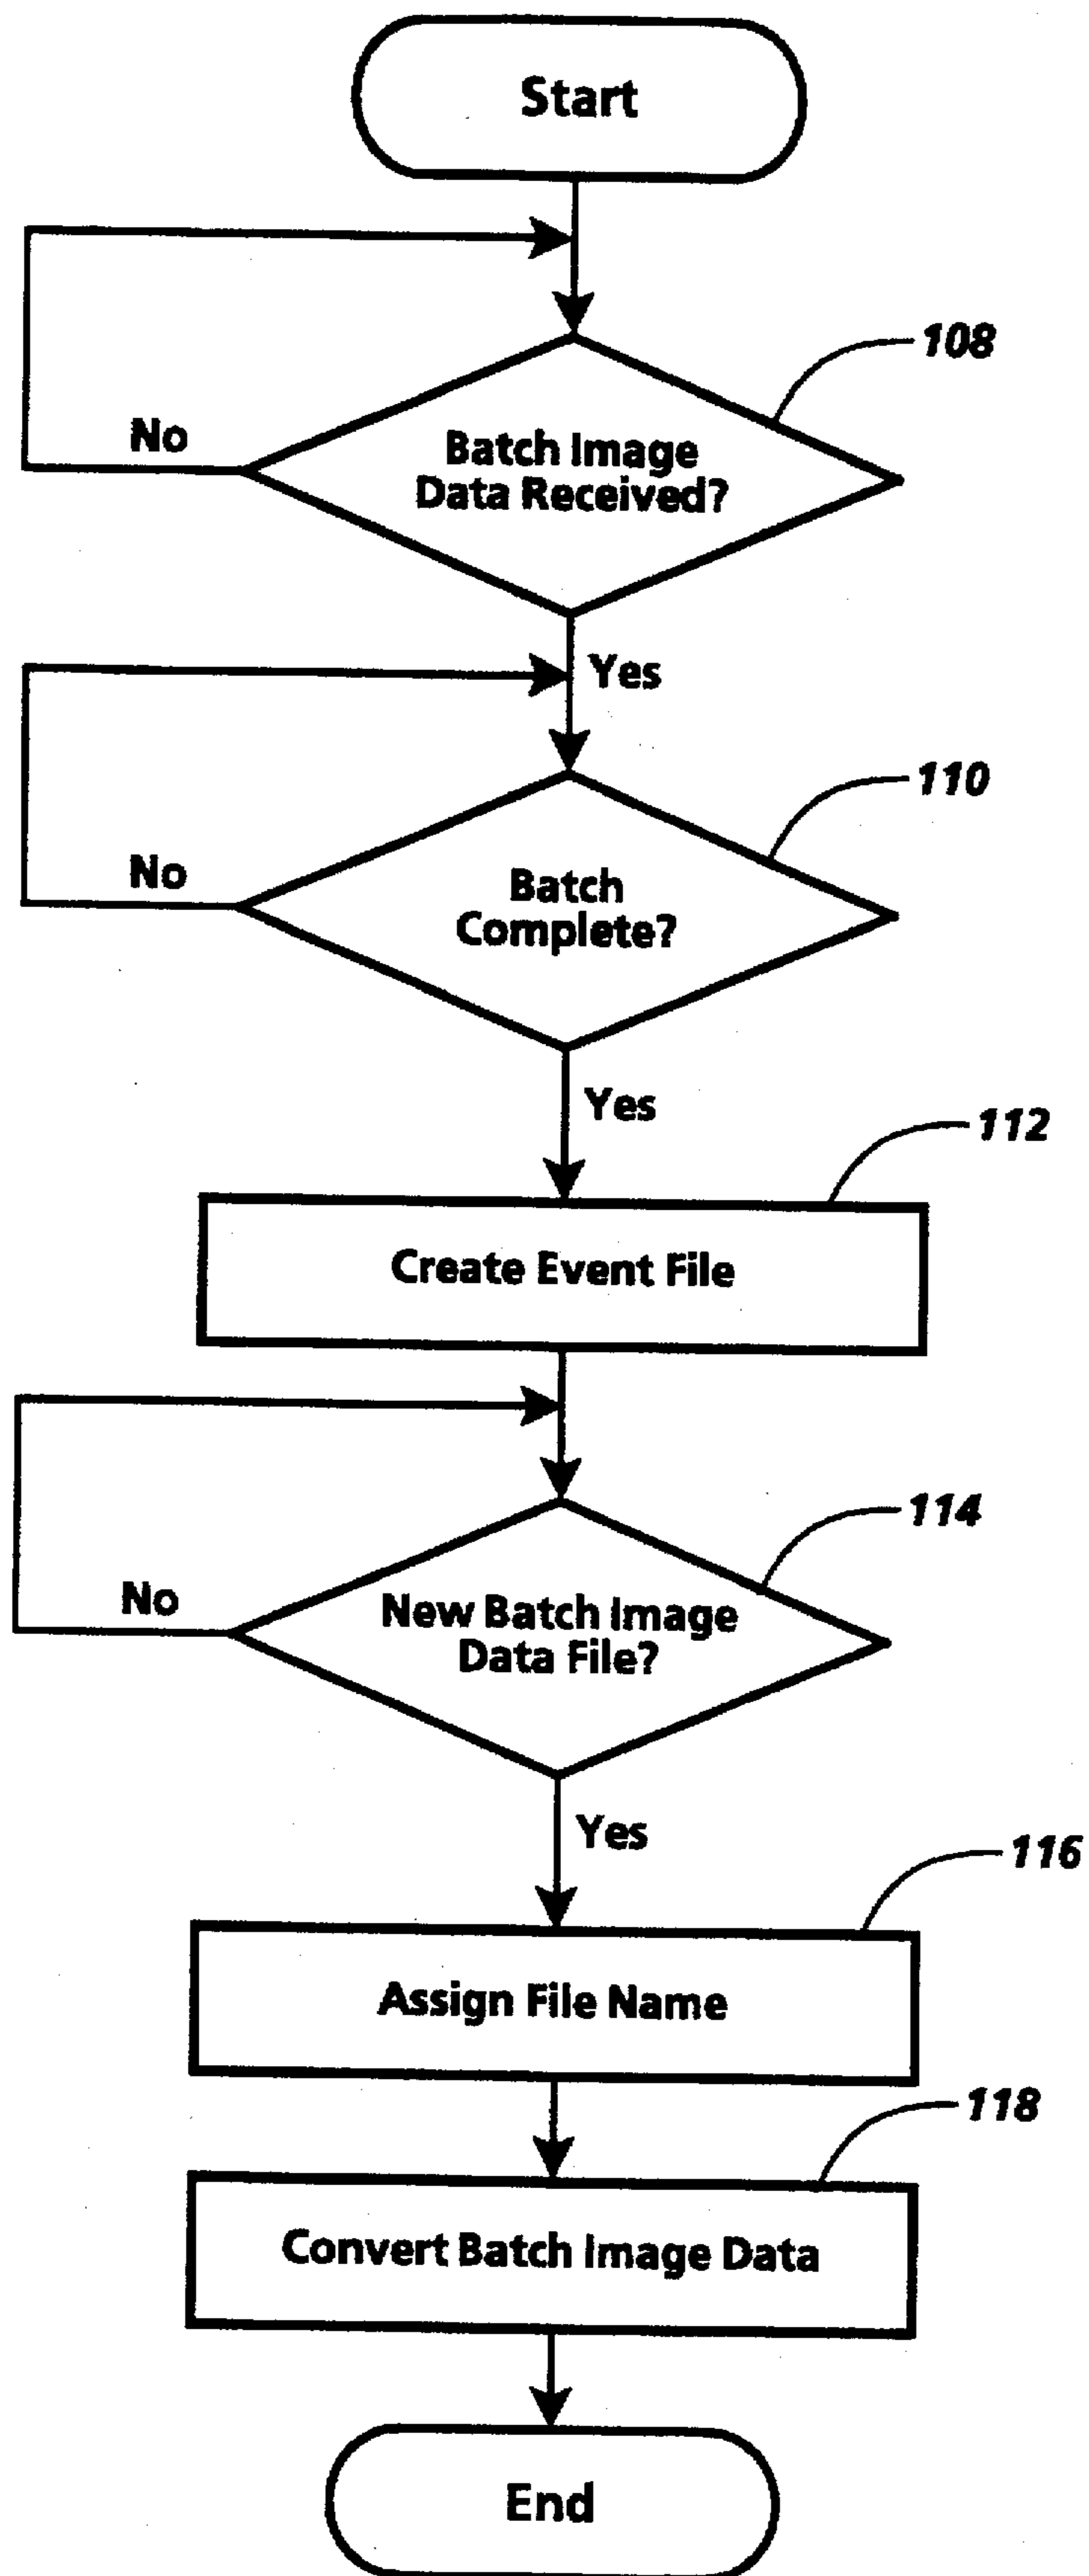 Start
108
No
Batch Image
Data Received?
Yes
110
No
Batch
Complete?
Yes
112
Create Event File
114
No
New Batch Image
Data File?
Yes
116
Assign File Name
118
Convert Batch Image Data
End